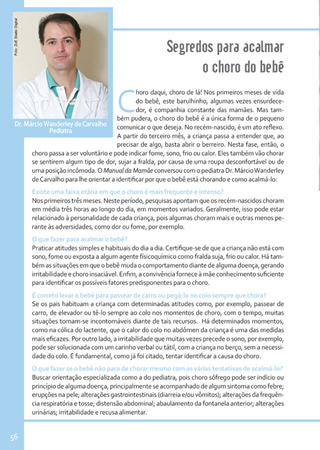 Foto: Zoll Studio Digital
Segredos para acalmar
o choro do bebê
Dr. Márcio Wanderley de Carvalho
Pediatra
Choro daqui, choro de lá! Nos primeiros meses de vida
do bebê, este barulhinho, algumas vezes ensurdece-
dor, é companhia constante das mamães. Mas tam-
bém pudera, o choro do bebê é a única forma de o pequeno
comunicar o que deseja. No recém-nascido, é um ato reflexo.
A partir do terceiro mês, a criança passa a entender que, ao
precisar de algo, basta abrir o berreiro. Nesta fase, então, o
choro passa a ser voluntário e pode indicar fome, sono, frio ou calor. Eles também vão chorar
se sentirem algum tipo de dor, sujar a fralda, por causa de uma roupa desconfortável ou de
uma posição incômoda. O Manual da Mamãe conversou com o pediatra Dr. Márcio Wanderley
de Carvalho para lhe orientar a identificar por o que bebê está chorando e como acalmá-lo:
Existe uma faixa etária em que o choro é mais frequente e intenso?
Nos primeiros três meses. Neste período, pesquisas apontam que os recém-nascidos choram
em média três horas ao longo do dia, em momentos variados. Geralmente, isso pode estar
relacionado à personalidade de cada criança, pois algumas choram mais e outras menos pe-
rante às adversidades, como dor ou fome, por exemplo.
O que fazer para acalmar o bebê?
Praticar atitudes simples e habituais do dia a dia. Certifique-se de que a criança não está com
sono, fome ou exposta a algum agente físicoquímico como fralda suja, frio ou calor. Há tam-
bém as situações em que o bebê muda o comportamento diante de alguma doença, gerando
irritabilidade e choro insaciável. Enfim, a convivência fornece à mãe conhecimento suficiente
para identificar os possíveis fatores predisponentes para o choro.
É correto levar o bebê para passear de carro ou pegá-lo no colo sempre que chora?
Se os pais habituam a criança com determinadas atitudes como, por exemplo, passear de
carro, de elevador ou tê-lo sempre ao colo nos momentos de choro, com o tempo, muitas
situações tornam-se incontornáveis diante de tais recursos. Há determinados momentos,
como na cólica do lactente, que o calor do colo no abdômen da criança é uma das medidas
mais eficazes. Por outro lado, a irritabilidade que muitas vezes precede o sono, por exemplo,
pode ser solucionada com um carinho verbal ou tátil, com a criança no berço, sem a necessi-
dade do colo. É fundamental, como já foi citado, tentar identificar a causa do choro.
O que fazer se o bebê não para de chorar mesmo com as várias tentativas de acalmá-lo?
Buscar orientação especializada como a do pediatra, pois choro sôfrego pode ser indício ou
princípio de alguma doença, principalmente se acompanhado de algum sintoma como febre;
erupções na pele; alterações gastrointestinais (diarreia e/ou vômitos); alterações da frequên-
cia respiratória e tosse; distensão abdominal; abaulamento da fontanela anterior; alterações
urinárias; irritabilidade e recusa alimentar.
56